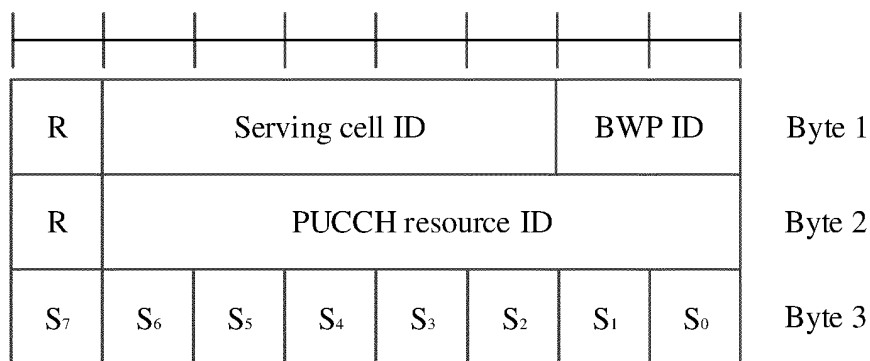 R Serving cell ID BWP ID Byte 1
R PUCCH resource ID Byte 2
S₇ S₆ S₅ S₄ S₃ S₂ S₁ S₀ Byte 3